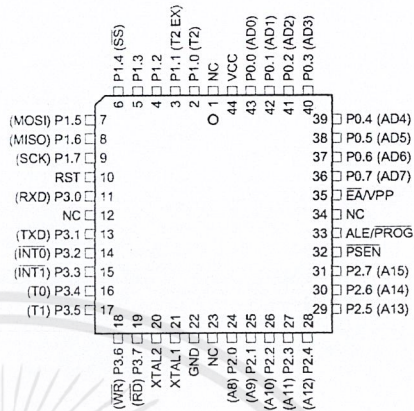 P1.4 (SS)
P1.3
P1.2
P1.1 (T2 EX)
P1.0 (T2)
NC
VCC
P0.0 (AD0)
P0.1 (AD1)
P0.2 (AD2)
P0.3 (AD3)
6
5
4
3
2
1
44
43
42
41
40
(MOSI) P1.5 7
(MISO) P1.6 8
(SCK) P1.7 9
RST 10
(RXD) P3.0 11
NC 12
(TXD) P3.1 13
(INT0) P3.2 14
(INT1) P3.3 15
(T0) P3.4 16
(T1) P3.5 17
39 P0.4 (AD4)
38 P0.5 (AD5)
37 P0.6 (AD6)
36 P0.7 (AD7)
35 EA/VPP
34 NC
33 ALE/PROG
32 PSEN
31 P2.7 (A15)
30 P2.6 (A14)
29 P2.5 (A13)
18
19
20
21
22
23
24
25
26
27
28
(WR) P3.6
(RD) P3.7
XTAL2
XTAL1
GND
NC
(A8) P2.0
(A9) P2.1
(A10) P2.2
(A11) P2.3
(A12) P2.4